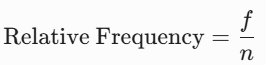 Relative Frequency = f/n